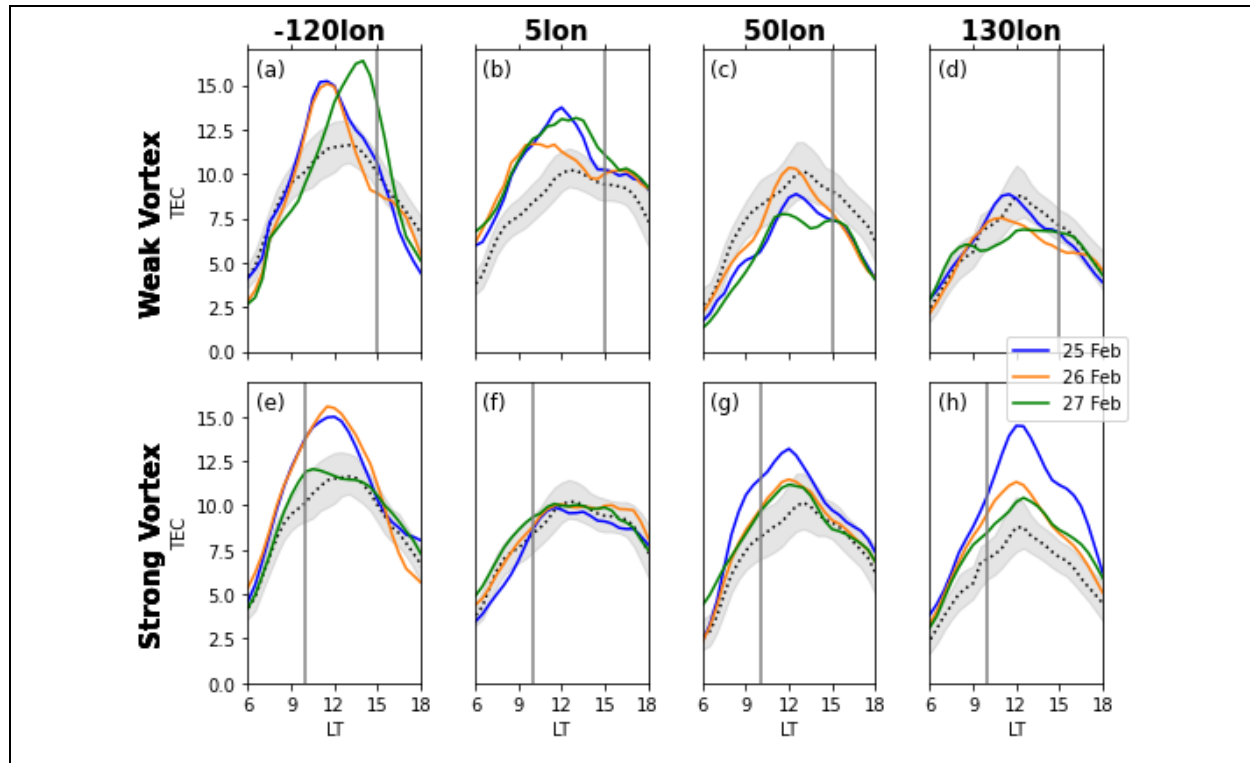 -120lon 5lon 50lon 130lon
(a) (b) (c) (d)
15.0
12.5
10.0
7.5
5.0
2.5
0.0
TEC
Weak Vortex
25 Feb
26 Feb
27 Feb
(e) (f) (g) (h)
15.0
12.5
10.0
7.5
5.0
2.5
0.0
TEC
Strong Vortex
6 9 12 15 18 6 9 12 15 18 6 9 12 15 18 6 9 12 15 18
LT LT LT LT